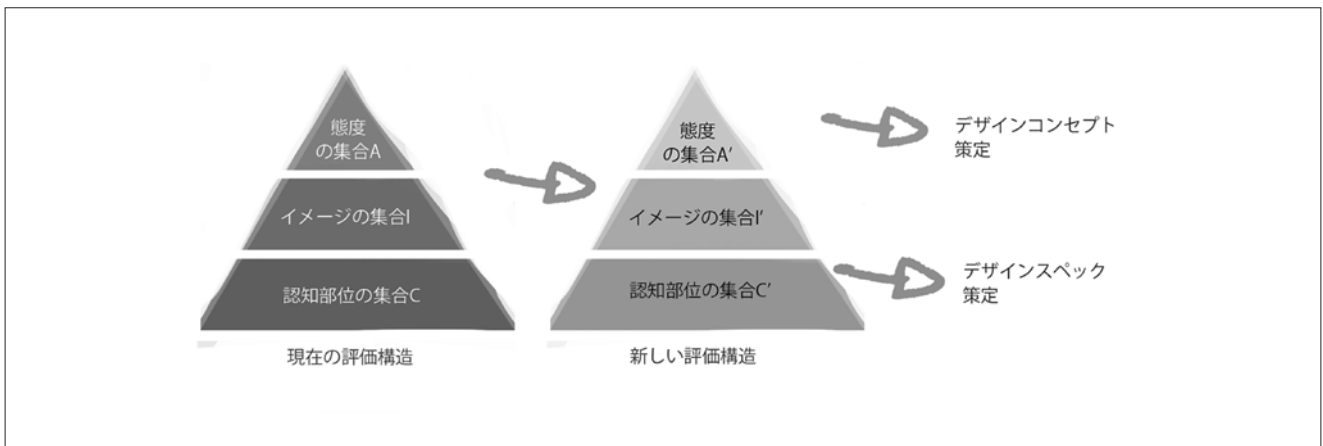 態度
の集合A
イメージの集合I
認知部位の集合C
現在の評価構造
態度
の集合A′
イメージの集合I′
認知部位の集合C′
新しい評価構造
デザインコンセプト
策定
デザインスペック
策定